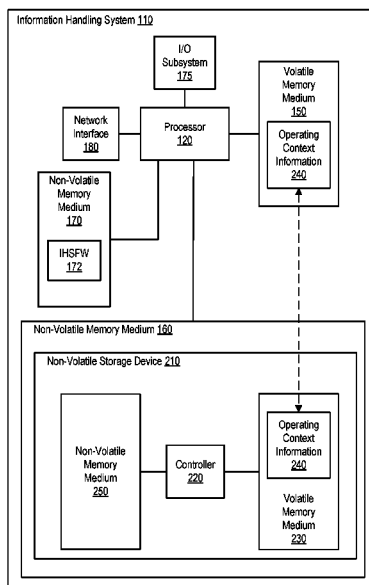 Information Handling System 110
I/O
Subsystem
175
Volatile
Memory
Medium
150
Network
Interface
180
Processor
120
Operating
Context
Information
240
Non-Volatile
Memory
Medium
170
IHSFW
172
Non-Volatile Memory Medium 160
Non-Volatile Storage Device 210
Non-Volatile
Memory
Medium
250
Controller
220
Operating
Context
Information
240
Volatile
Memory
Medium
230